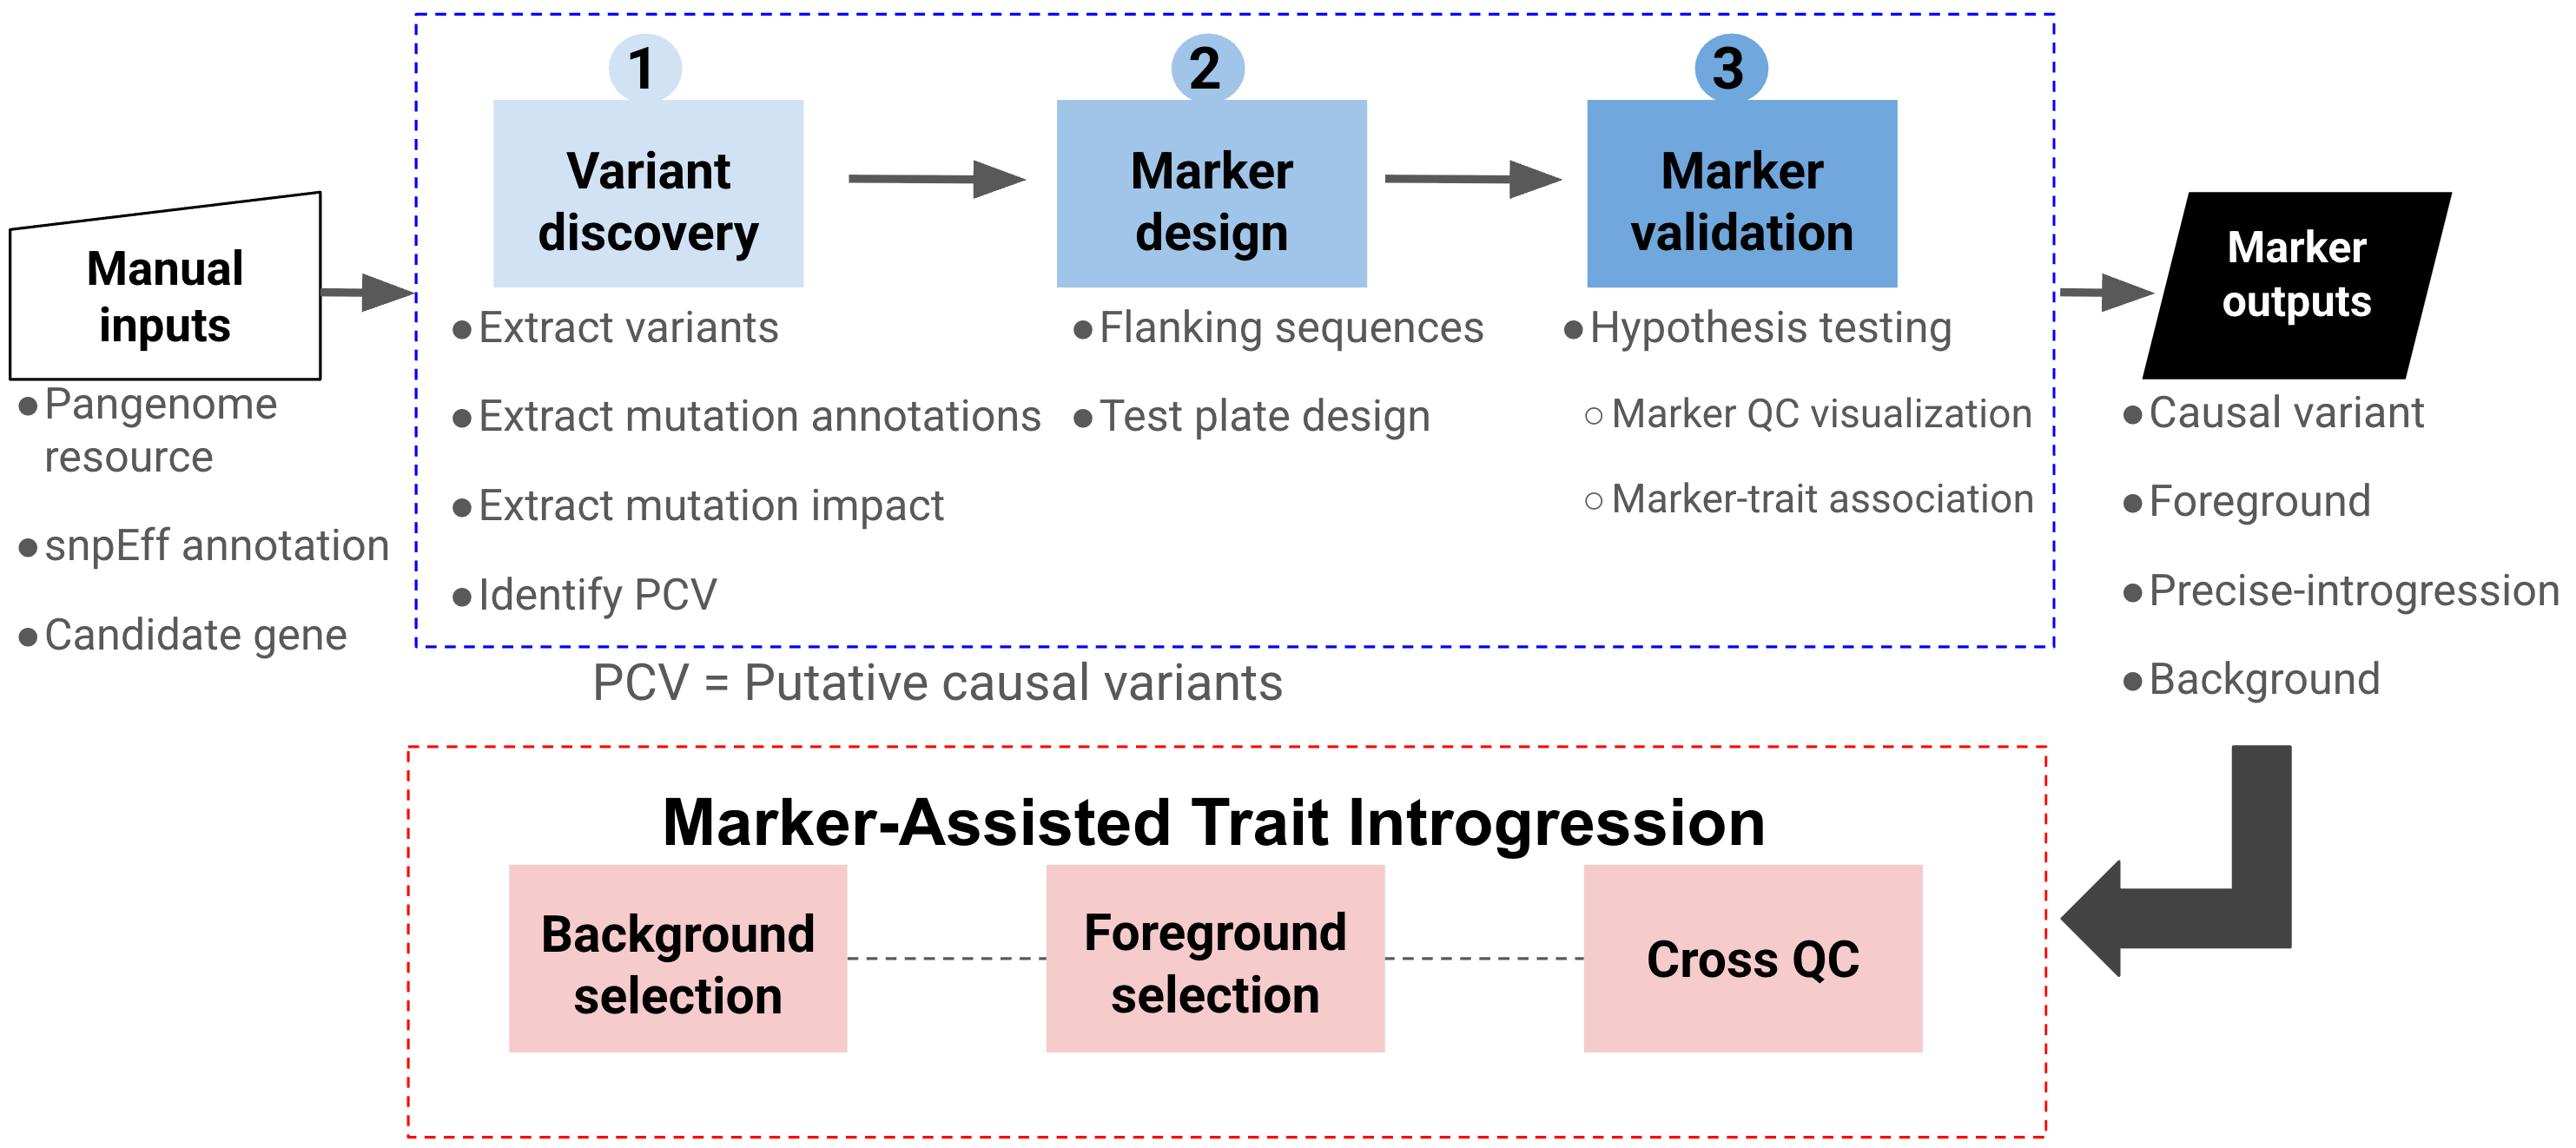 Manual
inputs
●Pangenome
resource
●snpEff annotation
●Candidate gene
1
Variant
discovery
●Extract variants
●Extract mutation annotations
●Extract mutation impact
●Identify PCV
2
Marker
design
●Flanking sequences
●Test plate design
3
Marker
validation
●Hypothesis testing
○Marker QC visualization
○Marker-trait association
PCV = Putative causal variants
Marker
outputs
●Causal variant
●Foreground
●Precise-introgression
●Background
Marker-Assisted Trait Introgression
Background
selection
Foreground
selection
Cross QC